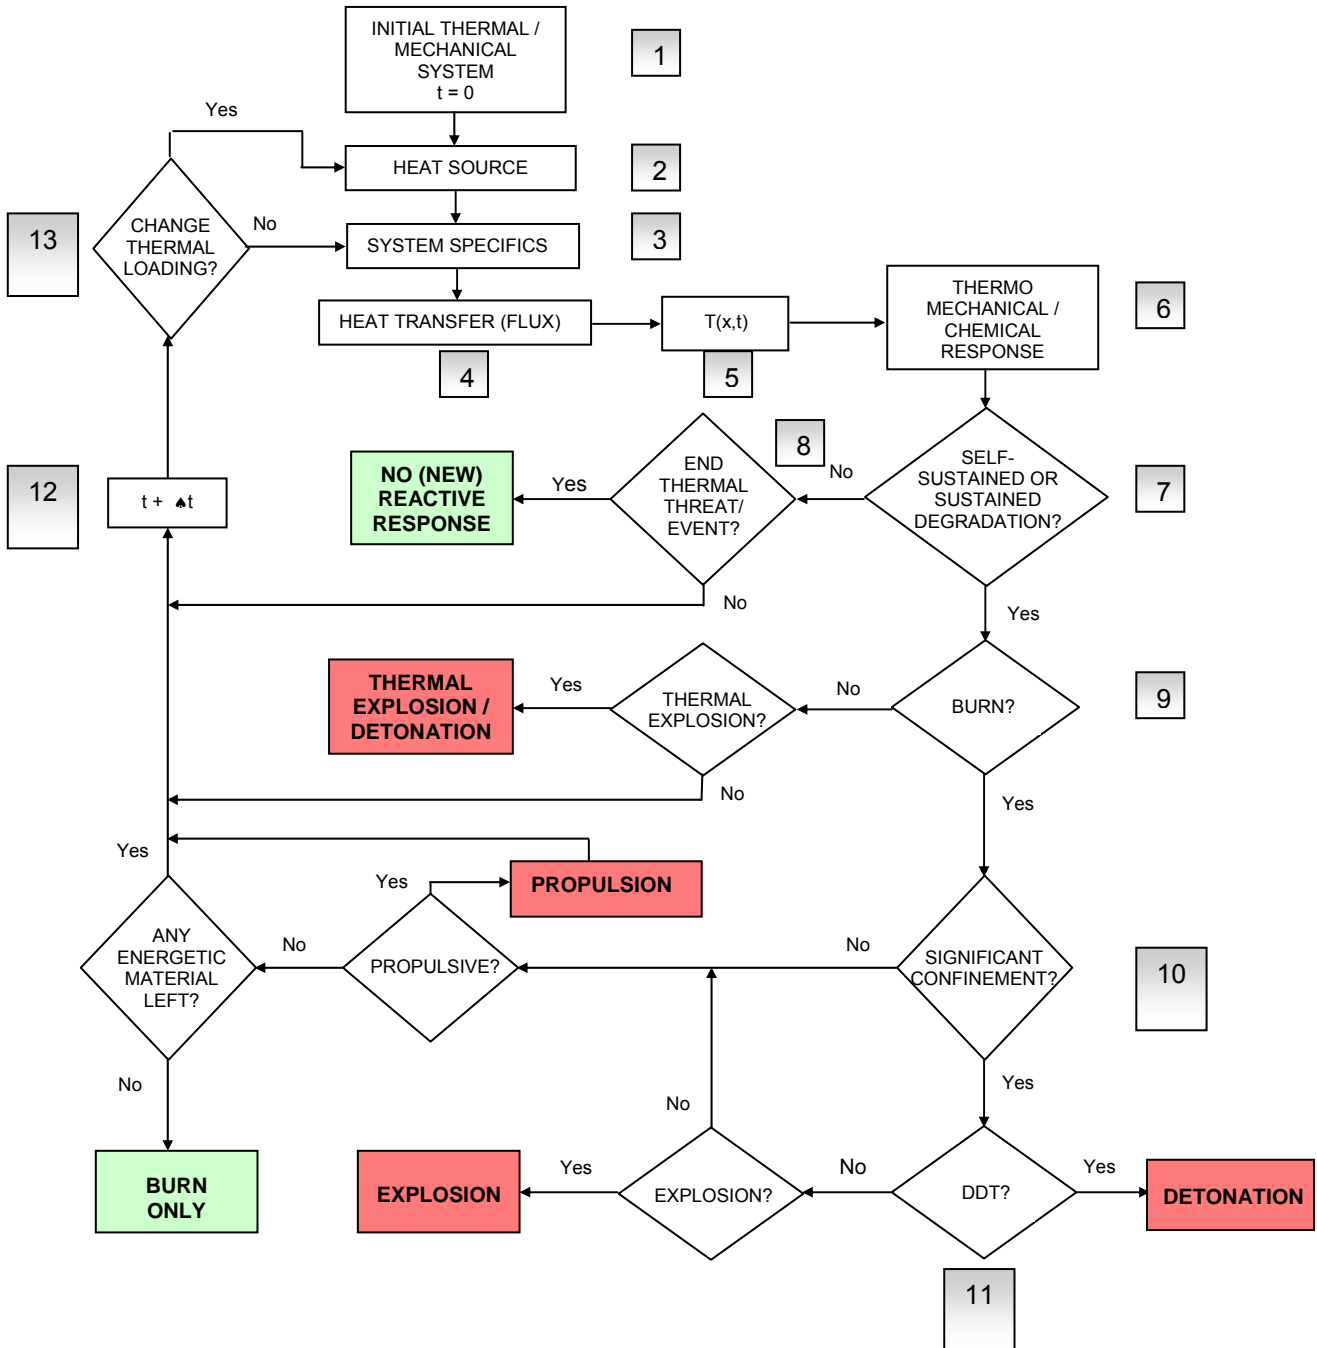 INITIAL THERMAL /
MECHANICAL
SYSTEM
t = 0
1
Yes
HEAT SOURCE
2
13
CHANGE
THERMAL
LOADING?
No
SYSTEM SPECIFICS
3
HEAT TRANSFER (FLUX)
4
T(x,t)
5
THERMO
MECHANICAL /
CHEMICAL
RESPONSE
6
12
t + ♠t
NO (NEW)
REACTIVE
RESPONSE
Yes
END
THERMAL
THREAT/
EVENT?
8
No
SELF-
SUSTAINED OR
SUSTAINED
DEGRADATION?
7
No
Yes
THERMAL
EXPLOSION /
DETONATION
Yes
THERMAL
EXPLOSION?
No
BURN?
9
No
Yes
Yes
Yes
PROPULSION
ANY
ENERGETIC
MATERIAL
LEFT?
No
PROPULSIVE?
No
SIGNIFICANT
CONFINEMENT?
10
No
No
Yes
BURN
ONLY
EXPLOSION
Yes
EXPLOSION?
No
DDT?
Yes
DETONATION
11